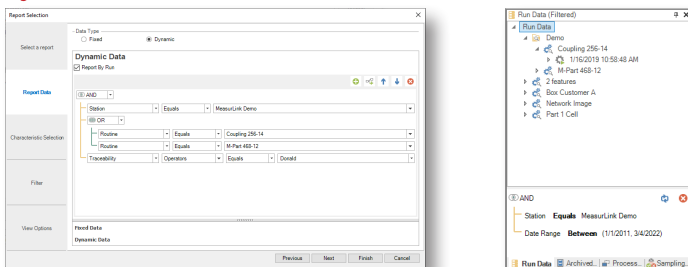 Report Selection
Select a report
Report Data
Characteristic Selection
Filter
View Options
Data Type
Fixed Dynamic
Dynamic Data
Report By Run
AND
Station Equals MeasurLink Demo
OR
Routine Equals Coupling 256-14
Routine Equals M-Part 468-12
Traceability Operators Equals Donald
Fixed Data
Dynamic Data
Previous Next Finish Cancel
Run Data (Filtered)
Run Data
Demo
Coupling 256-14
1/16/2019 10:58:48 AM
M-Part 468-12
2 features
Box Customer A
Network Image
Part 1 Cell
AND
Station Equals MeasurLink Demo
Date Range Between (1/1/2011, 3/4/2022)
Run Data Archived.. Process... Sampling...